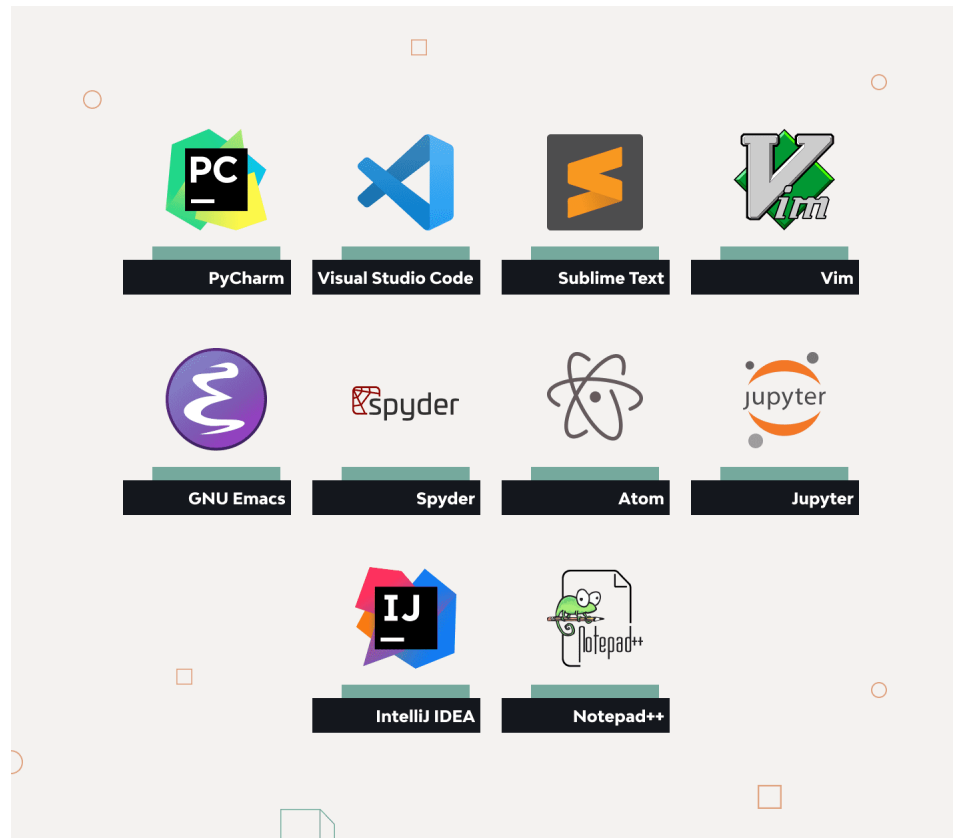 PC
Vim
PyCharm
Visual Studio Code
Sublime Text
Vim
spyder
jupyter
GNU Emacs
Spyder
Atom
Jupyter
IJ
Notepad++
IntelliJ IDEA
Notepad++